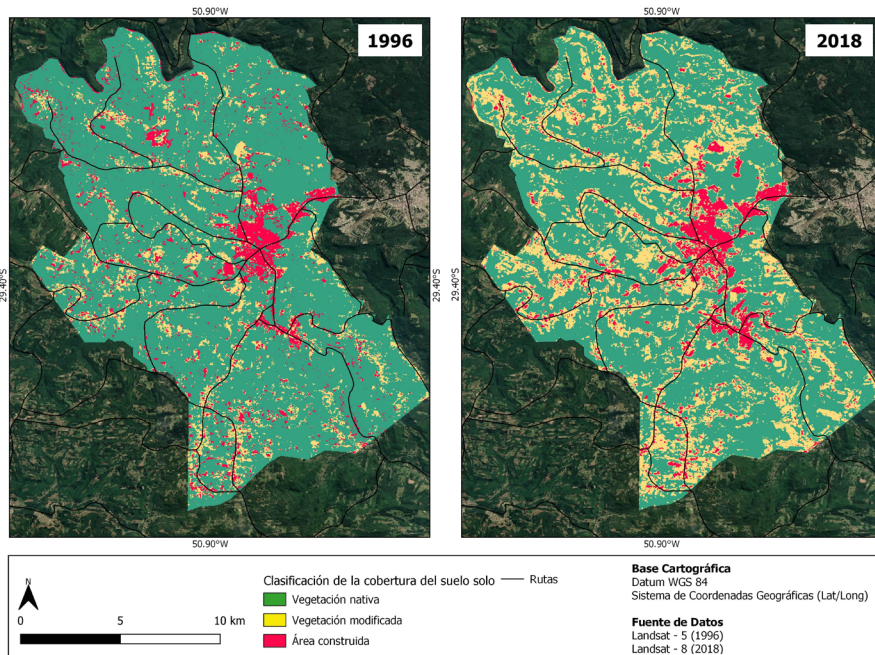 50.90°W
50.90°W
1996
2018
29.40°S
29.40°S
50.90°W
50.90°W
N
0 5 10 km
Clasificación de la cobertura del suelo solo
Rutas
Vegetación nativa
Vegetación modificada
Área construida
Base Cartográfica
Datum WGS 84
Sistema de Coordenadas Geográficas (Lat/Long)
Fuente de Datos
Landsat - 5 (1996)
Landsat - 8 (2018)